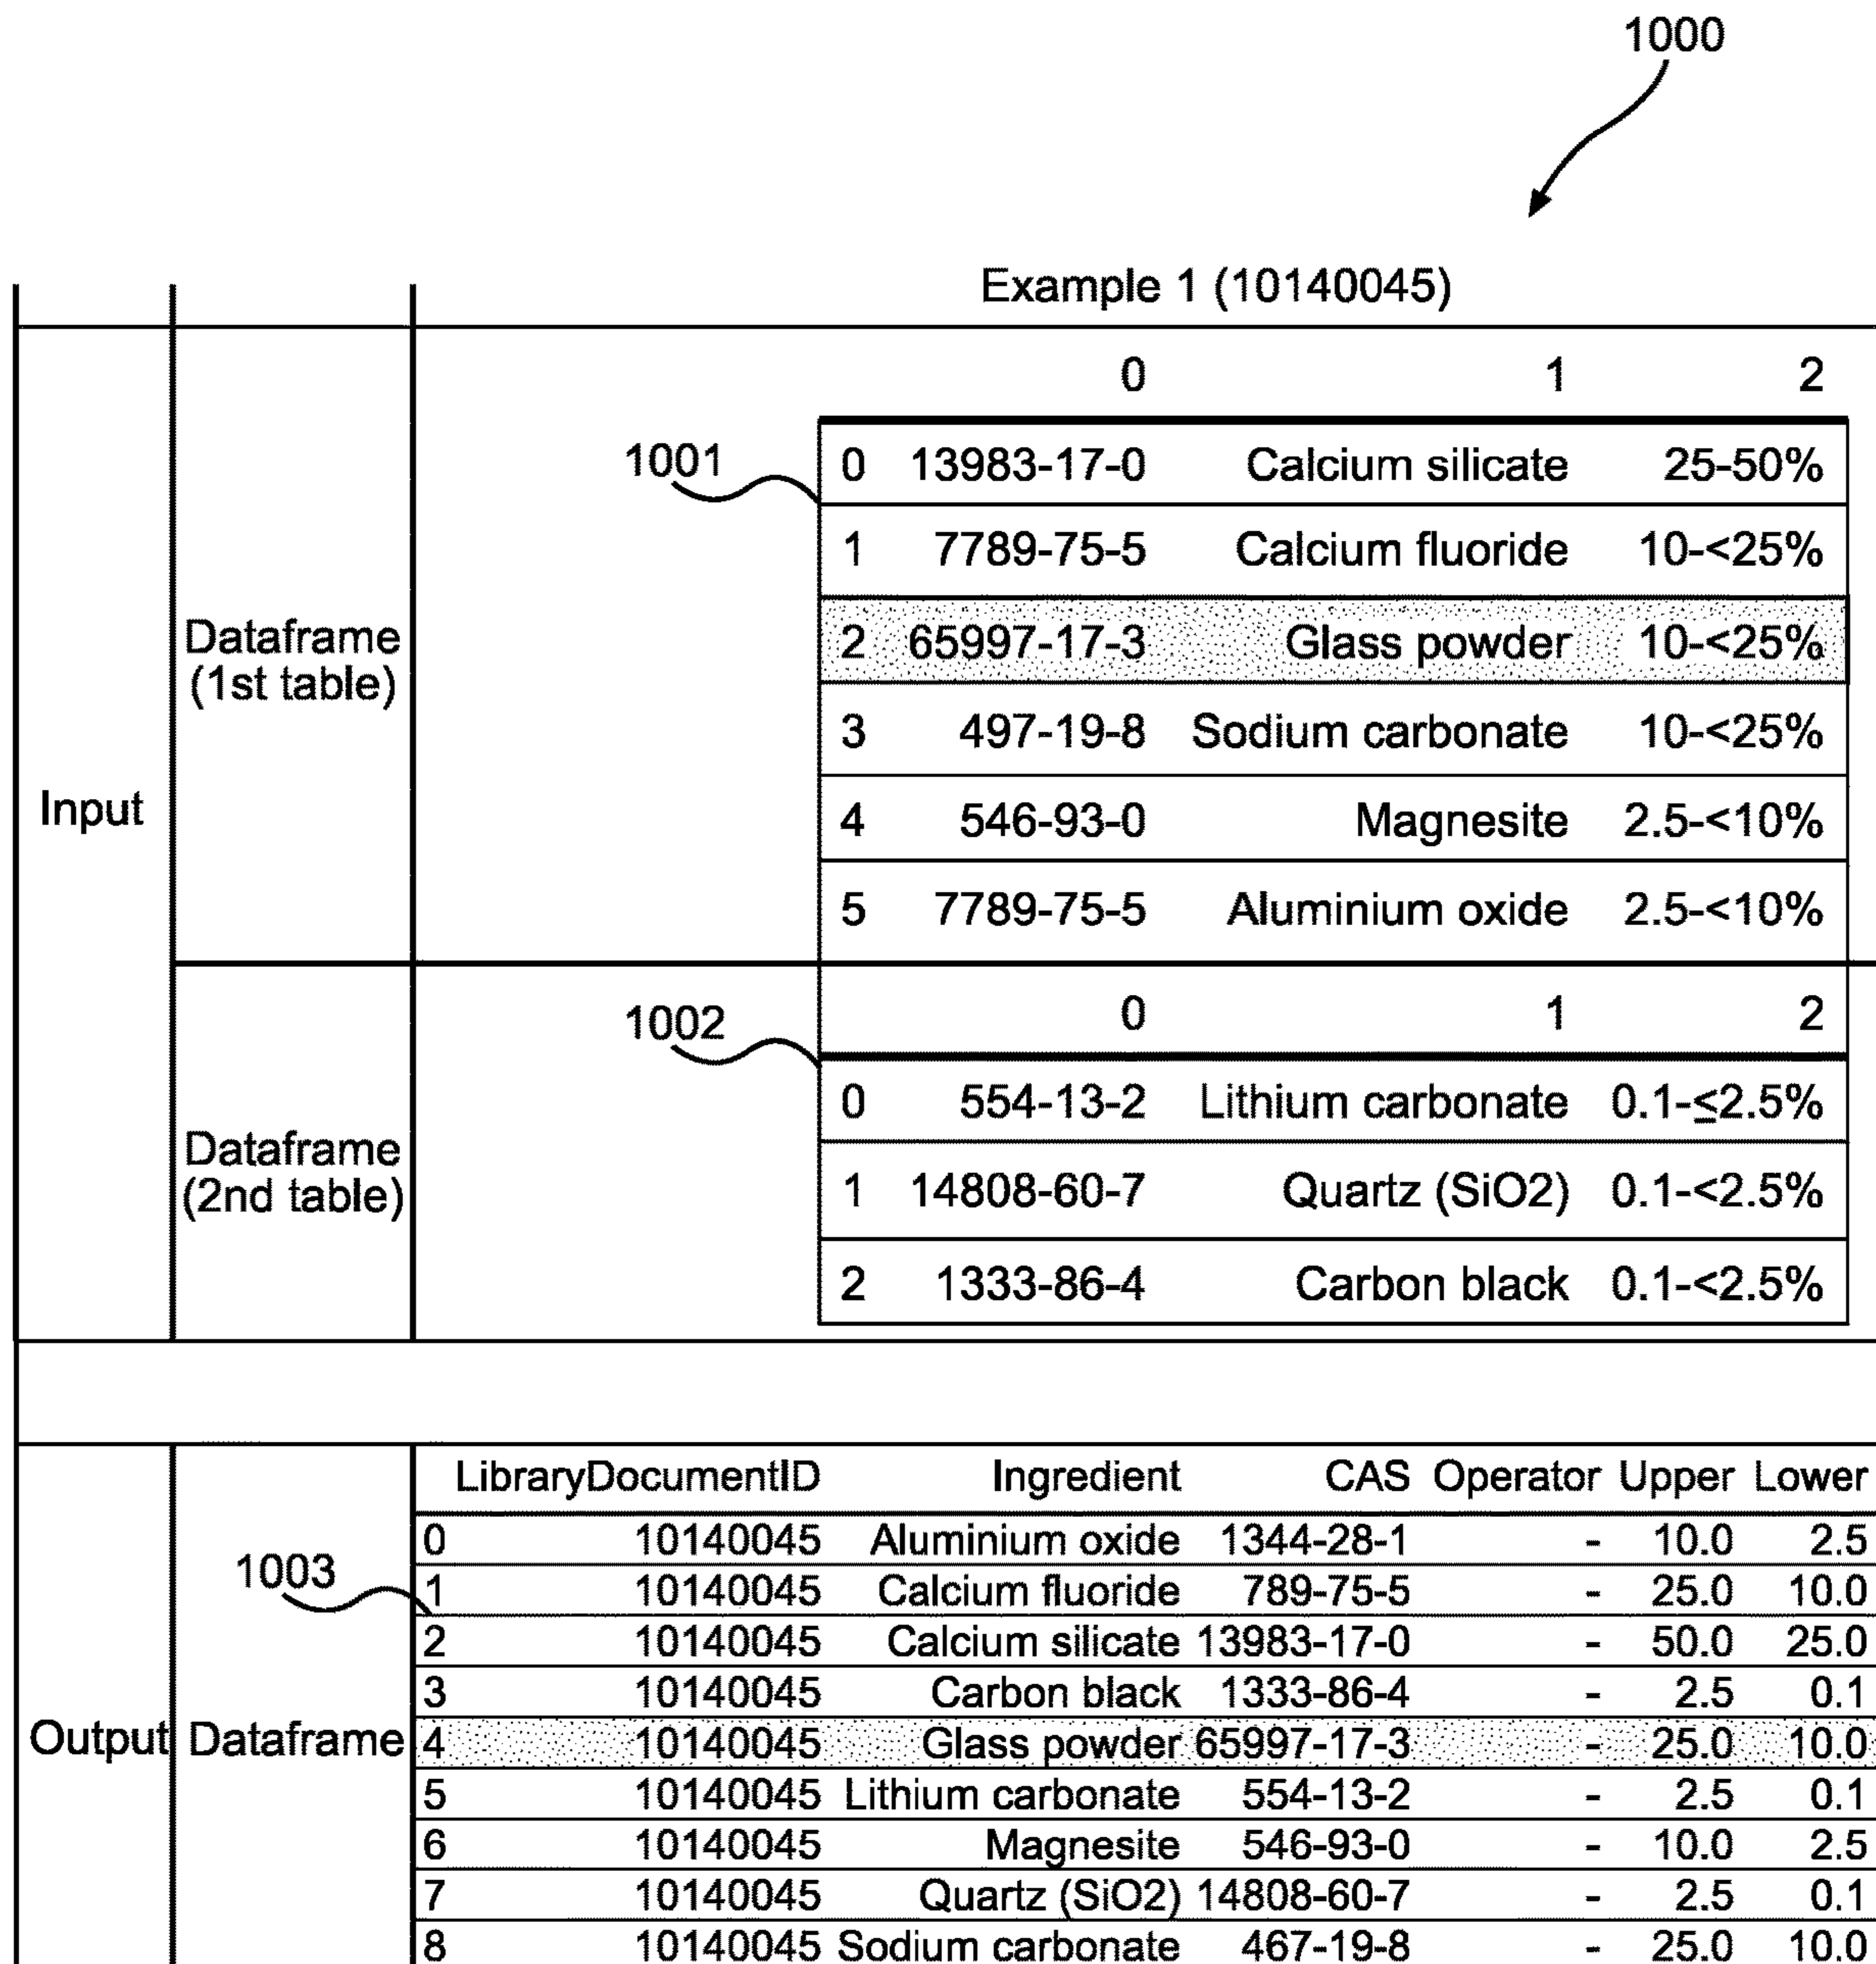 1000
Example 1 (10140045)
0 1 2
1001
0 13983-17-0 Calcium silicate 25-50%
1 7789-75-5 Calcium fluoride 10-<25%
Dataframe
(1st table)
2 65997-17-3 Glass powder 10-<25%
3 497-19-8 Sodium carbonate 10-<25%
Input
4 546-93-0 Magnesite 2.5-<10%
5 7789-75-5 Aluminium oxide 2.5-<10%
0 1 2
1002
0 554-13-2 Lithium carbonate 0.1-≤2.5%
Dataframe
(2nd table)
1 14808-60-7 Quartz (SiO2) 0.1-<2.5%
2 1333-86-4 Carbon black 0.1-<2.5%
LibraryDocumentID Ingredient CAS Operator Upper Lower
0 10140045 Aluminium oxide 1344-28-1 - 10.0 2.5
1003
1 10140045 Calcium fluoride 789-75-5 - 25.0 10.0
2 10140045 Calcium silicate 13983-17-0 - 50.0 25.0
3 10140045 Carbon black 1333-86-4 - 2.5 0.1
Output Dataframe 4 10140045 Glass powder 65997-17-3 - 25.0 10.0
5 10140045 Lithium carbonate 554-13-2 - 2.5 0.1
6 10140045 Magnesite 546-93-0 - 10.0 2.5
7 10140045 Quartz (SiO2) 14808-60-7 - 2.5 0.1
8 10140045 Sodium carbonate 467-19-8 - 25.0 10.0